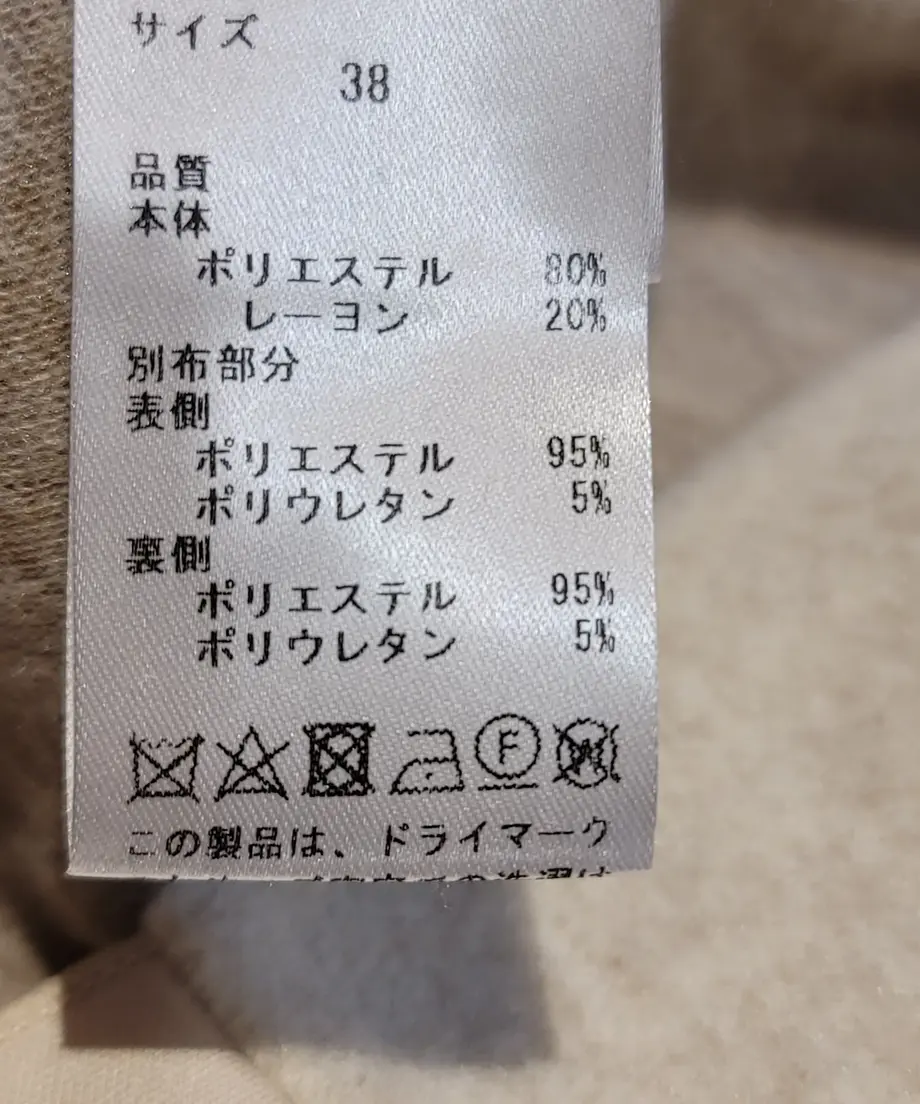 サイズ
38
品質
本体
ポリエステル 80%
レーヨン 20%
別布部分
表側
ポリエステル 95%
ポリウレタン 5%
裏側
ポリエステル 95%
ポリウレタン 5%
F W
この製品は、ドライマーク